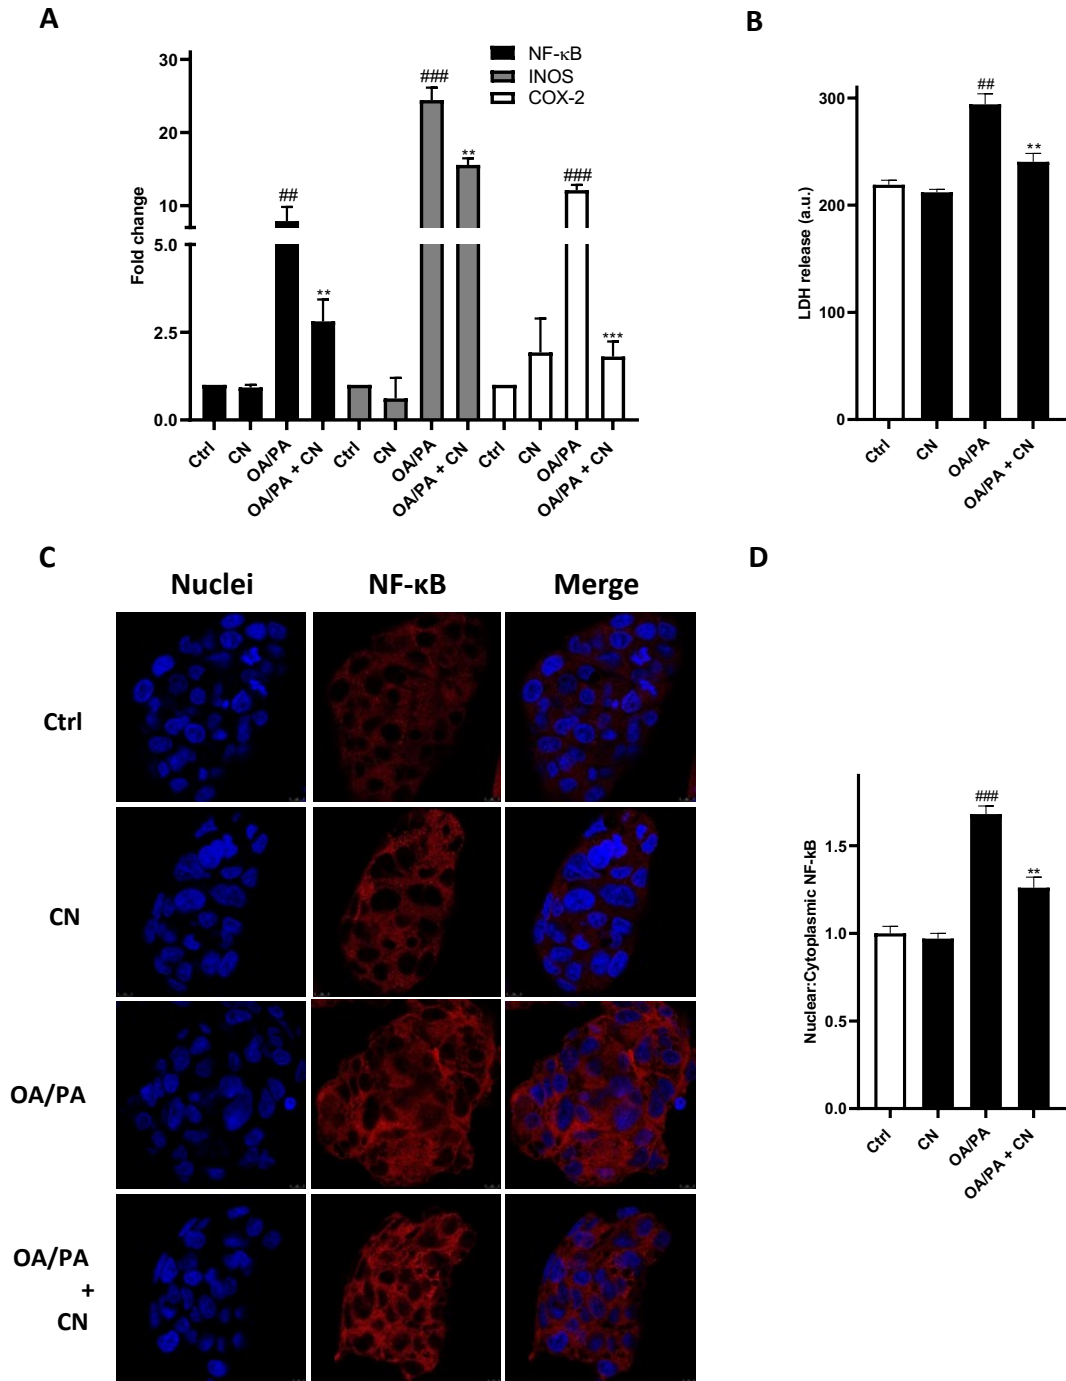 A
NF-κB
INOS
COX-2
Fold change
30
20
10
5.0
2.5
0.0
##
**
###
**
###
***
Ctrl
CN
OA/PA
OA/PA + CN
Ctrl
CN
OA/PA
OA/PA + CN
Ctrl
CN
OA/PA
OA/PA + CN
B
LDH release (a.u.)
300
200
100
0
##
**
Ctrl
CN
OA/PA
OA/PA + CN
C
Nuclei NF-κB Merge
Ctrl
CN
OA/PA
OA/PA
+
CN
D
Nuclear:Cytoplasmic NF-kB
1.5
1.0
0.5
0.0
###
**
Ctrl
CN
OA/PA
OA/PA + CN